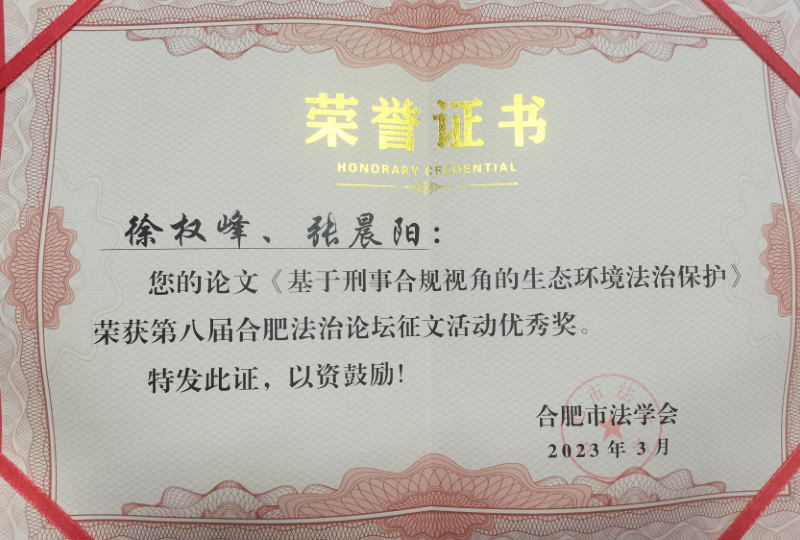 荣誉证书
HONORARY CREDENTIAL
徐权峰、张晨阳：
您的论文《基于刑事合规视角的生态环境法治保护》
荣获第八届合肥法治论坛征文活动优秀奖。
特发此证，以资鼓励！
合肥市法学会
2023年3月